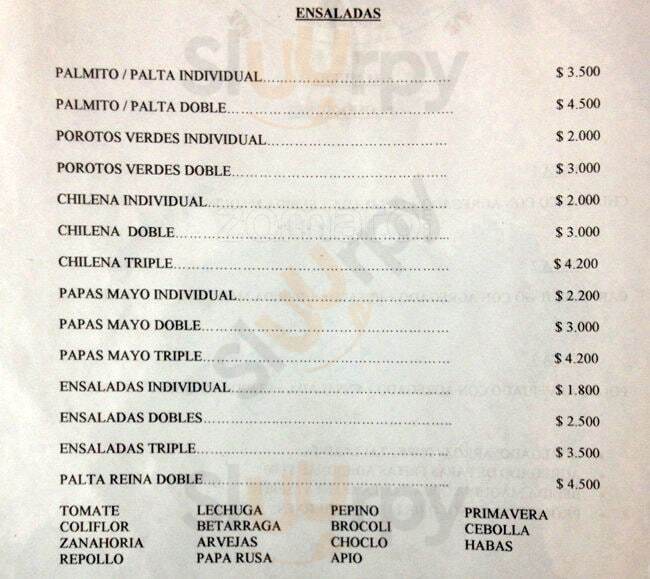 ENSALADAS
PALMITO / PALTA INDIVIDUAL $ 3.500
PALMITO / PALTA DOBLE $ 4.500
POROTOS VERDES INDIVIDUAL $ 2.000
POROTOS VERDES DOBLE $ 3,000
CHILENA INDIVIDUAL $ 2.000
CHILENA DOBLE $ 3.000
CHILENA TRIPLE $ 4.200
PAPAS MAYO INDIVIDUAL $ 2.200
PAPAS MAYO DOBLE $ 3.000
PAPAS MAYO TRIPLE $ 4.200
ENSALADAS INDIVIDUAL $ 1.800
ENSALADAS DOBLES $ 2.500
ENSALADAS TRIPLE $ 3.500
PALTA REINA DOBLE $ 4.500
TOMATE LECHUGA PEPINO PRIMAVERA
COLIFLOR BETARRAGA BROCOLI CEBOLLA
ZANAHORIA ARVEJAS CHOCLO HABAS
REPOLLO PAPA RUSA APIO
sluurpy
sluurpy
sluurpy